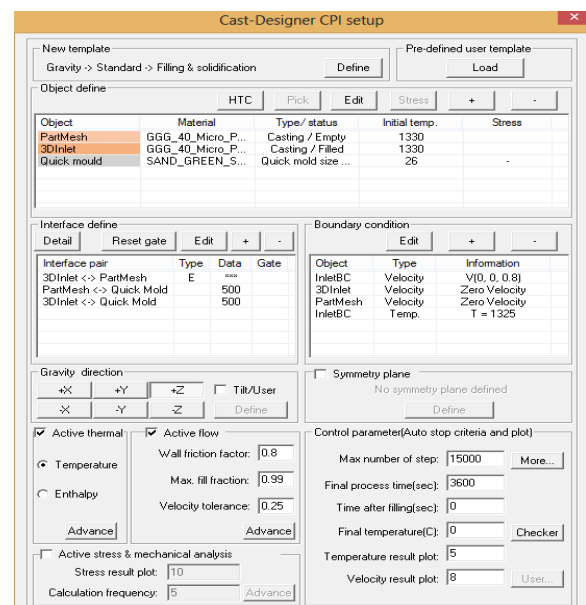 Cast-Designer CPI setup
New template
Pre-defined user template
Gravity -> Standard -> Filling & solidification Define Load
Object define
HTC Pick Edit Stress + -
Object Material Type/ status Initial temp. Stress
PartMesh GGG_40_Micro_P... Casting / Empty 1330
3DInlet GGG_40_Micro_P... Casting / Filled 1330
Quick mould SAND_GREEN_S... Quick mold size ... 26 -
Interface define
Detail Reset gate Edit + -
Interface pair Type Data Gate
3DInlet <-> PartMesh E ***
PartMesh <-> Quick Mold 500
3DInlet <-> Quick Mold 500
Boundary condition
Edit + -
Object Type Information
InletBC Velocity V(0, 0, 0.8)
3DInlet Velocity Zero Velocity
PartMesh Velocity Zero Velocity
InletBC Temp. T = 1325
Gravity direction
+X +Y +Z Tilt/User
-X -Y -Z Define
Symmetry plane
No symmetry plane defined
Define
Active thermal
Temperature
Enthalpy
Advance
Active flow
Wall friction factor: 0.8
Max. fill fraction: 0.99
Velocity tolerance: 0.25
Advance
Control parameter(Auto stop criteria and plot)
Max number of step: 15000 More...
Final process time(sec): 3600
Time after filling(sec): 0
Final temperature(C): 0 Checker
Temperature result plot: 5
Velocity result plot: 8 User...
Active stress & mechanical analysis
Stress result plot: 10
Calculation frequency: 5 Advance